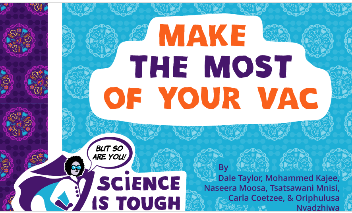 MAKE
THE MOST
OF YOUR VAC
BUT SO
ARE YOU!
SCIENCE
IS TOUGH
By
Dale Taylor, Mohammed Kajee,
Naseera Moosa, Tsatsawani Mnisi,
Carla Coetzee, & Oriphulusa
Nvadzhiwa